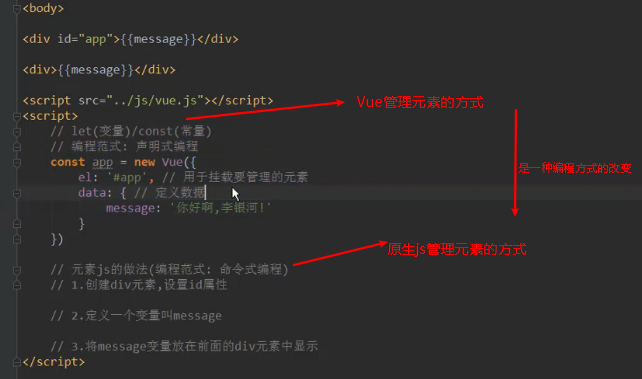 <body>
<div id="app">{{message}}</div>
<div>{{message}}</div>
<script src="../js/vue.js"></script>
Vue管理元素的方式
<script>
// let(变量)/const(常量)
// 编程范式: 声明式编程
const app = new Vue({
el: '#app', // 用于挂载要管理的元素
是一种编程方式的改变
data: { // 定义数据
message: '你好啊,李银河!'
}
})
原生js管理元素的方式
// 元素js的做法(编程范式: 命令式编程)
// 1.创建div元素,设置id属性
// 2.定义一个变量叫message
// 3.将message变量放在前面的div元素中显示
</script>